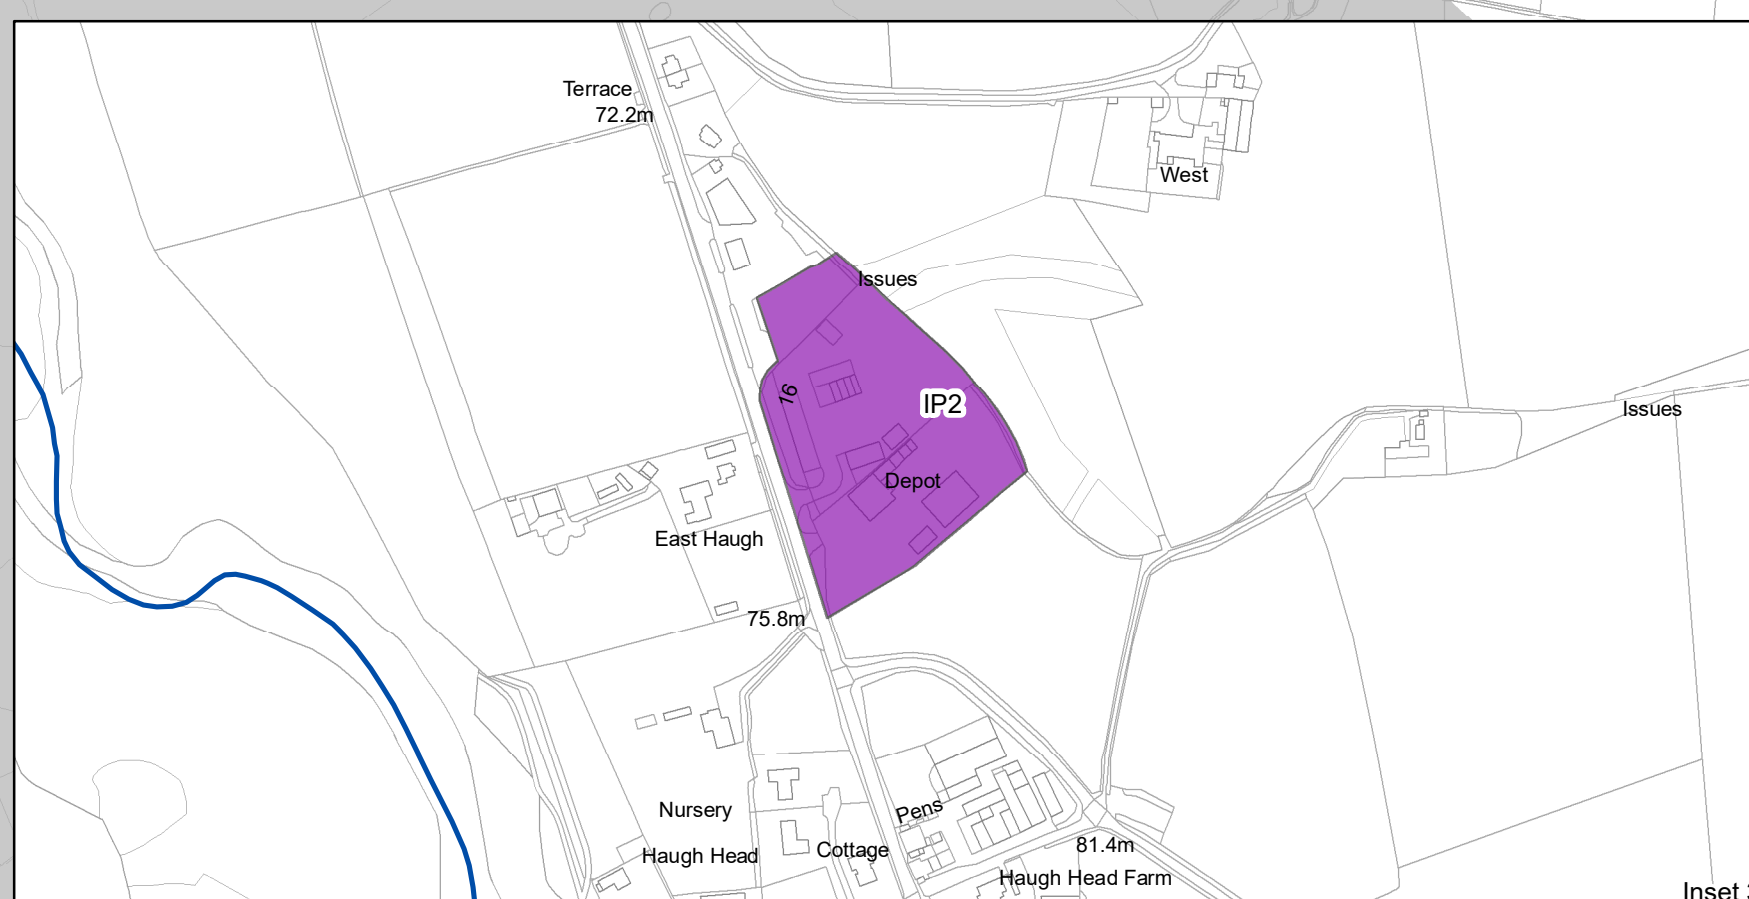 Terrace
72.2m
West
Issues
16
IP2
Issues
Depot
East Haugh
75.8m
Nursery
Pens
Haugh Head
Cottage
81.4m
Haugh Head Farm
Inset